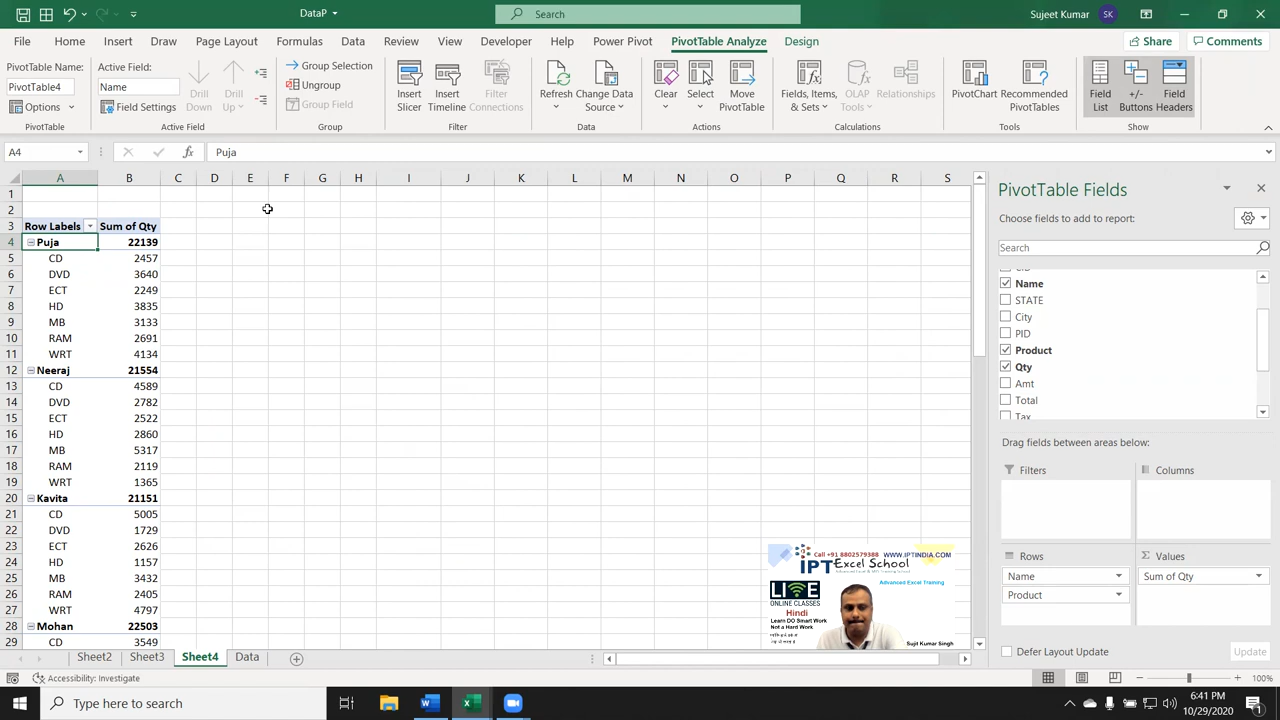 DataP
Search
Sujeet Kumar
SK
File
Home
Insert
Draw
Page Layout
Formulas
Data
Review
View
Developer
Help
Power Pivot
PivotTable Analyze
Design
Share
Comments
PivotTable Name:
PivotTable4
Options
PivotTable
Active Field:
Name
Field Settings
Drill Down
Drill Up
Active Field
Group Selection
Ungroup
Group Field
Group
Insert Slicer
Insert Timeline
Filter Connections
Filter
Refresh
Change Data Source
Data
Clear
Select
Move PivotTable
Actions
Fields, Items, & Sets
OLAP Tools
Relationships
Calculations
PivotChart
Recommended PivotTables
Tools
Field List
+/- Buttons
Field Headers
Show
A4
fx
Puja
A B C D E F G H I J K L M N O P Q R S
1
2
3 Row Labels Sum of Qty
4 Puja 22139
5 CD 2457
6 DVD 3640
7 ECT 2249
8 HD 3835
9 MB 3133
10 RAM 2691
11 WRT 4134
12 Neeraj 21554
13 CD 4589
14 DVD 2782
15 ECT 2522
16 HD 2860
17 MB 5317
18 RAM 2119
19 WRT 1365
20 Kavita 21151
21 CD 5005
22 DVD 1729
23 ECT 2626
24 HD 1157
25 MB 3432
26 RAM 2405
27 WRT 4797
28 Mohan 22503
29 CD 3549
PivotTable Fields
Choose fields to add to report:
Search
Name
STATE
City
PID
Product
Qty
Amt
Total
Tax
Drag fields between areas below:
Filters
Columns
Rows
Σ Values
Name
Product
Sum of Qty
Defer Layout Update
Update
Call +91 8802579388 WWW.IPTINDIA.COM
IPT Excel School
Advanced Excel Training
LIVE
ONLINE CLASSES
Hindi
Learn DO Smart Work
Not a Hard Work
Sujit Kumar Singh
Sheet2
Sheet3
Sheet4
Data
Accessibility: Investigate
100%
Type here to search
6:41 PM
10/29/2020